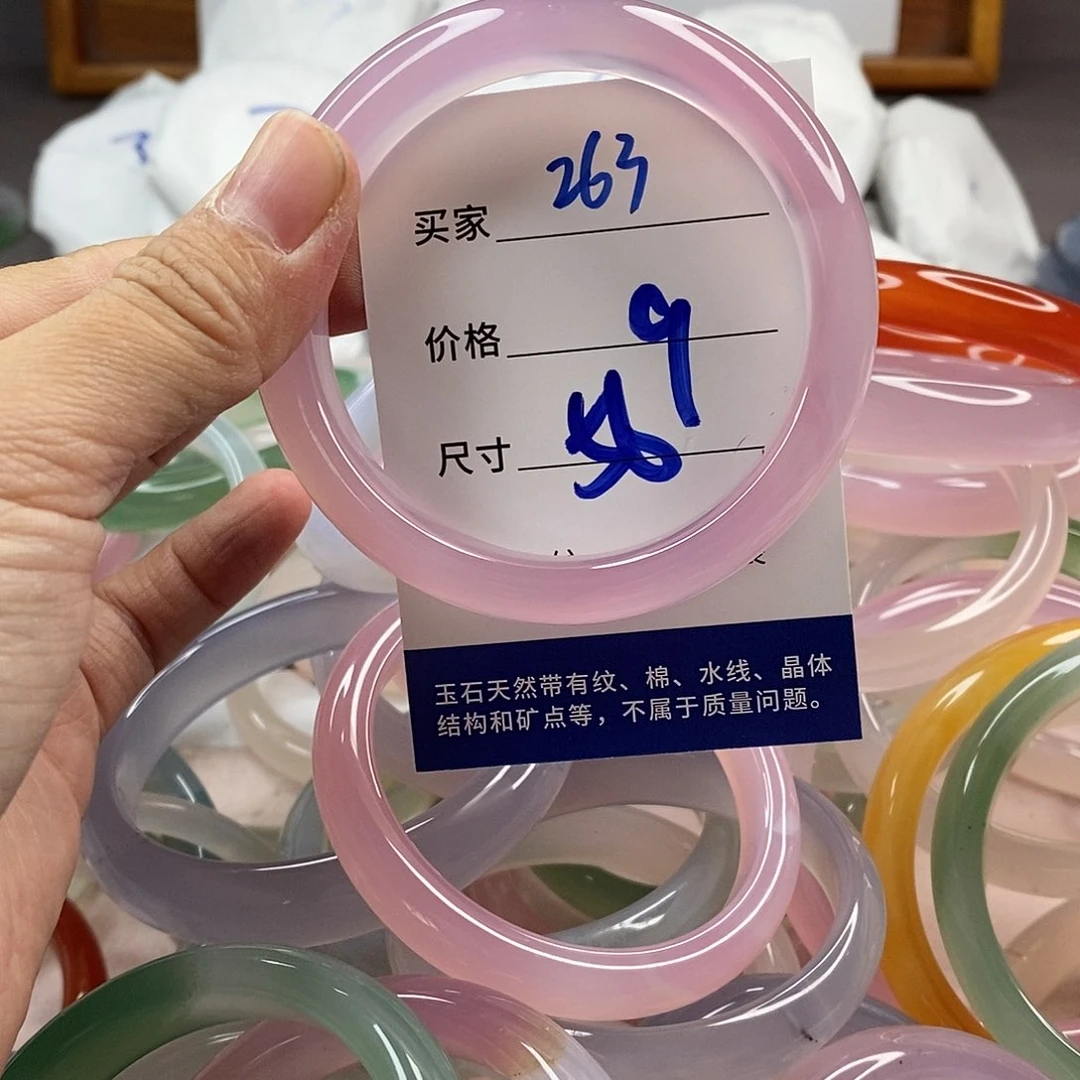 买家 263
价格 9
尺寸 56
玉石天然带有纹、棉、水线、晶体
结构和矿点等，不属于质量问题。